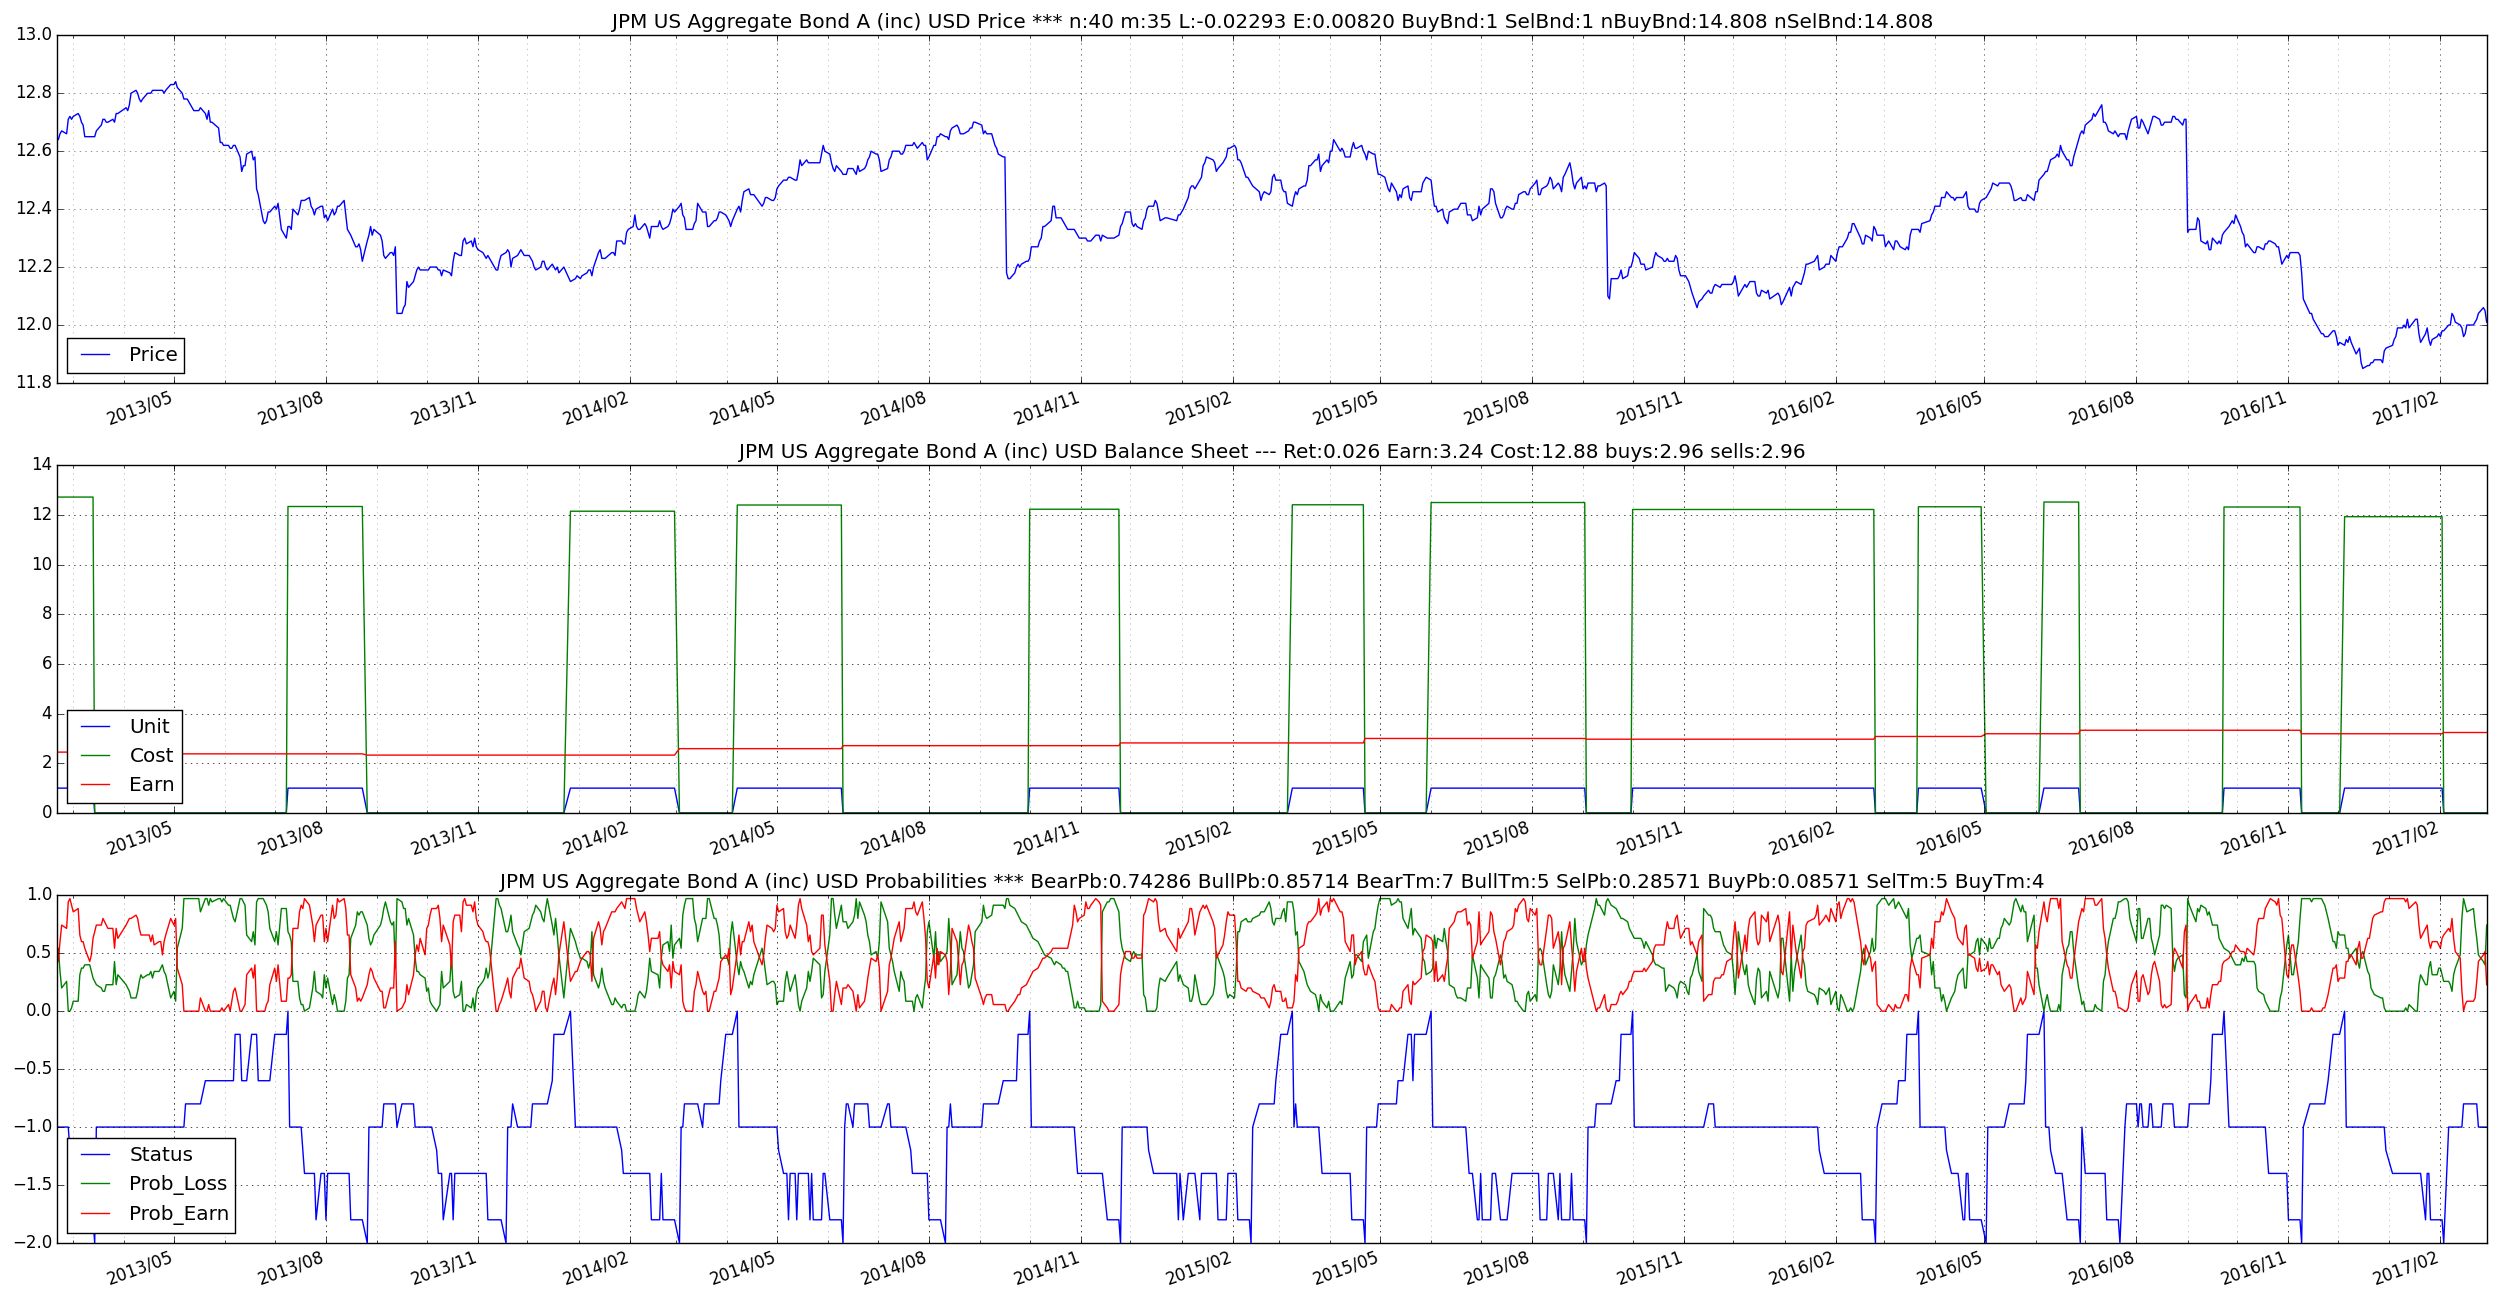 JPM US Aggregate Bond A (inc) USD Price *** n:40 m:35 L:-0.02293 E:0.00820 BuyBnd:1 SelBnd:1 nBuyBnd:14.808 nSelBnd:14.808
13.0
12.8
12.6
12.4
12.2
12.0
11.8
Price
2013/05 2013/08 2013/11 2014/02 2014/05 2014/08 2014/11 2015/02 2015/05 2015/08 2015/11 2016/02 2016/05 2016/08 2016/11 2017/02
JPM US Aggregate Bond A (inc) USD Balance Sheet --- Ret:0.026 Earn:3.24 Cost:12.88 buys:2.96 sells:2.96
14
12
10
8
6
4
2
0
Unit
Cost
Earn
2013/05 2013/08 2013/11 2014/02 2014/05 2014/08 2014/11 2015/02 2015/05 2015/08 2015/11 2016/02 2016/05 2016/08 2016/11 2017/02
JPM US Aggregate Bond A (inc) USD Probabilities *** BearPb:0.74286 BullPb:0.85714 BearTm:7 BullTm:5 SelPb:0.28571 BuyPb:0.08571 SelTm:5 BuyTm:4
1.0
0.5
0.0
−0.5
−1.0
−1.5
−2.0
Status
Prob_Loss
Prob_Earn
2013/05 2013/08 2013/11 2014/02 2014/05 2014/08 2014/11 2015/02 2015/05 2015/08 2015/11 2016/02 2016/05 2016/08 2016/11 2017/02